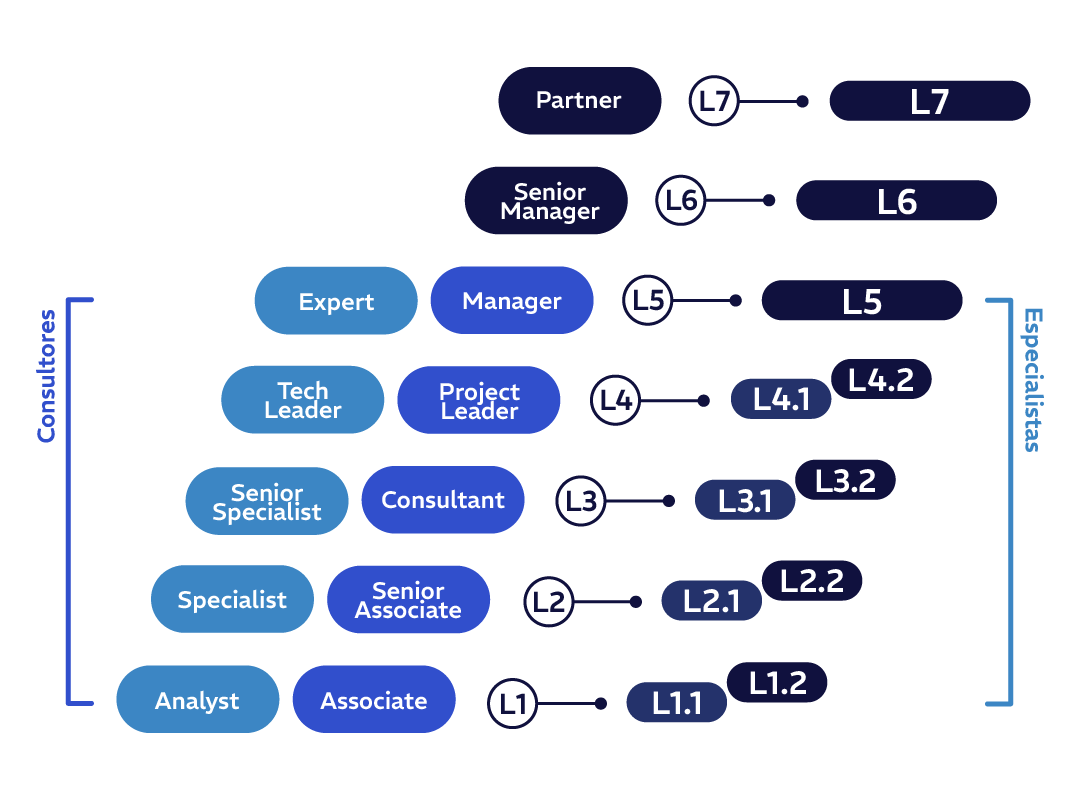 Partner
L7
L7
Senior
Manager
L6
L6
Consultores
Expert
Manager
L5
L5
Especialistas
Tech
Leader
Project
Leader
L4
L4.1
L4.2
Senior
Specialist
Consultant
L3
L3.1
L3.2
Specialist
Senior
Associate
L2
L2.1
L2.2
Analyst
Associate
L1
L1.1
L1.2